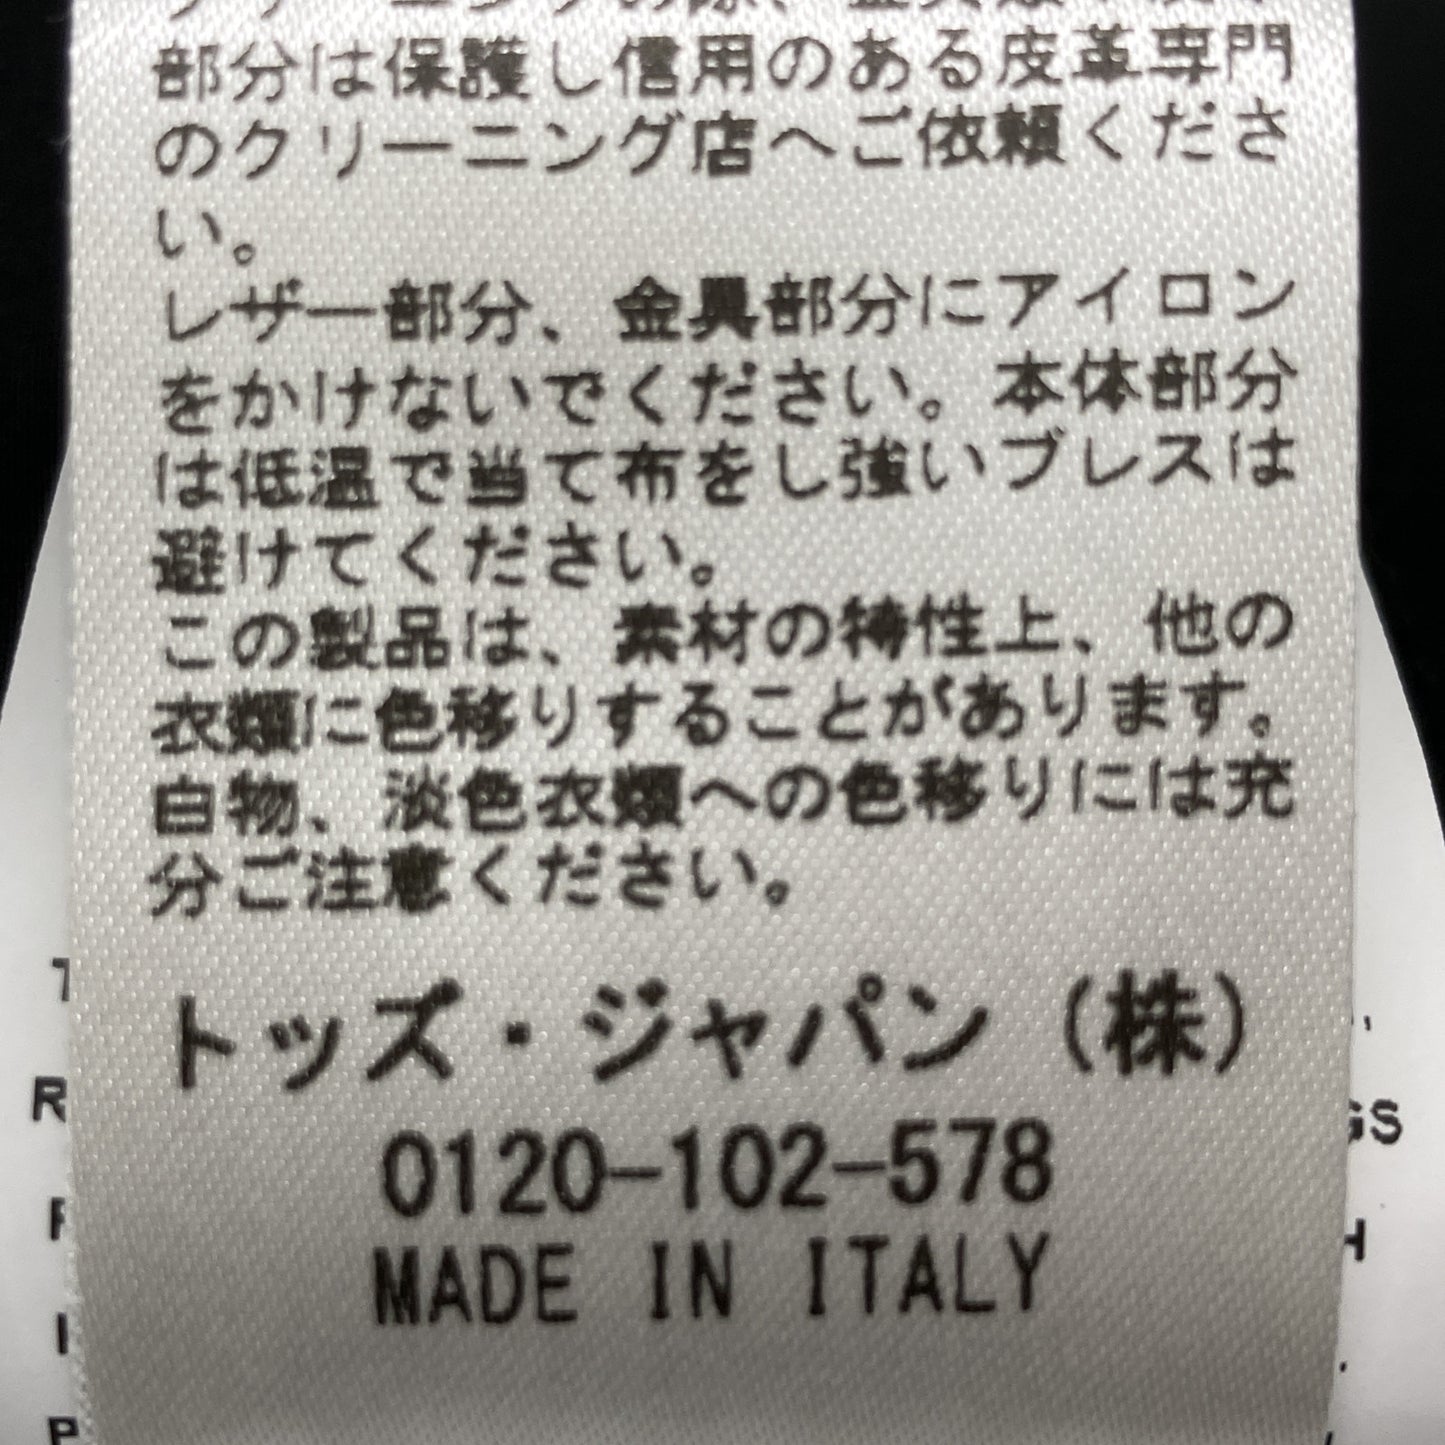 部分は保護し信用のある皮革専門
のクリーニング店へご依頼くださ
い。
レザー部分、金具部分にアイロン
をかけないでください。本体部分
は低温で当て布をし強いプレスは
避けてください。
この製品は、素材の特性上、他の
衣類に色移りすることがあります。
白物、淡色衣類への色移りには充
分ご注意ください。
トッズ・ジャパン（株）
0120-102-578
MADE IN ITALY